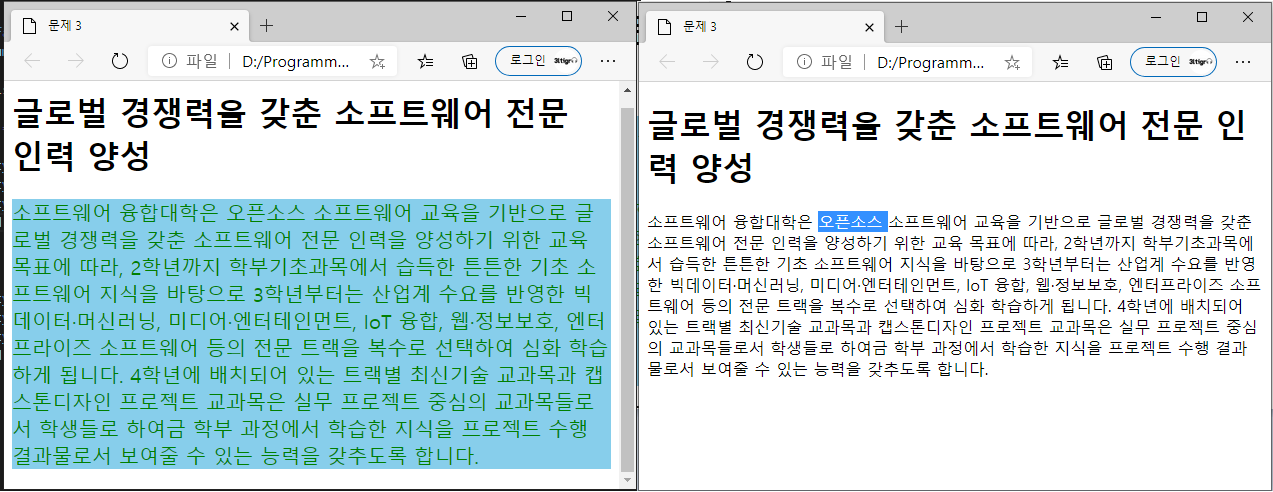 문제 3
파일
D:/Programm...
로그인
3ltigr
글로벌 경쟁력을 갖춘 소프트웨어 전문
인력 양성
소프트웨어 융합대학은 오픈소스 소프트웨어 교육을 기반으로 글
로벌 경쟁력을 갖춘 소프트웨어 전문 인력을 양성하기 위한 교육
목표에 따라, 2학년까지 학부기초과목에서 습득한 튼튼한 기초 소
프트웨어 지식을 바탕으로 3학년부터는 산업계 수요를 반영한 빅
데이터·머신러닝, 미디어·엔터테인먼트, IoT 융합, 웹·정보보호, 엔터
프라이즈 소프트웨어 등의 전문 트랙을 복수로 선택하여 심화 학습
하게 됩니다. 4학년에 배치되어 있는 트랙별 최신기술 교과목과 캡
스톤디자인 프로젝트 교과목은 실무 프로젝트 중심의 교과목들로
서 학생들로 하여금 학부 과정에서 학습한 지식을 프로젝트 수행
결과물로서 보여줄 수 있는 능력을 갖추도록 합니다.
문제 3
파일
D:/Programm...
로그인
3ltigr
글로벌 경쟁력을 갖춘 소프트웨어 전문 인
력 양성
소프트웨어 융합대학은 오픈소스 소프트웨어 교육을 기반으로 글로벌 경쟁력을 갖춘
소프트웨어 전문 인력을 양성하기 위한 교육 목표에 따라, 2학년까지 학부기초과목에
서 습득한 튼튼한 기초 소프트웨어 지식을 바탕으로 3학년부터는 산업계 수요를 반영
한 빅데이터·머신러닝, 미디어·엔터테인먼트, IoT 융합, 웹·정보보호, 엔터프라이즈 소프
트웨어 등의 전문 트랙을 복수로 선택하여 심화 학습하게 됩니다. 4학년에 배치되어
있는 트랙별 최신기술 교과목과 캡스톤디자인 프로젝트 교과목은 실무 프로젝트 중심
의 교과목들로서 학생들로 하여금 학부 과정에서 학습한 지식을 프로젝트 수행 결과
물로서 보여줄 수 있는 능력을 갖추도록 합니다.